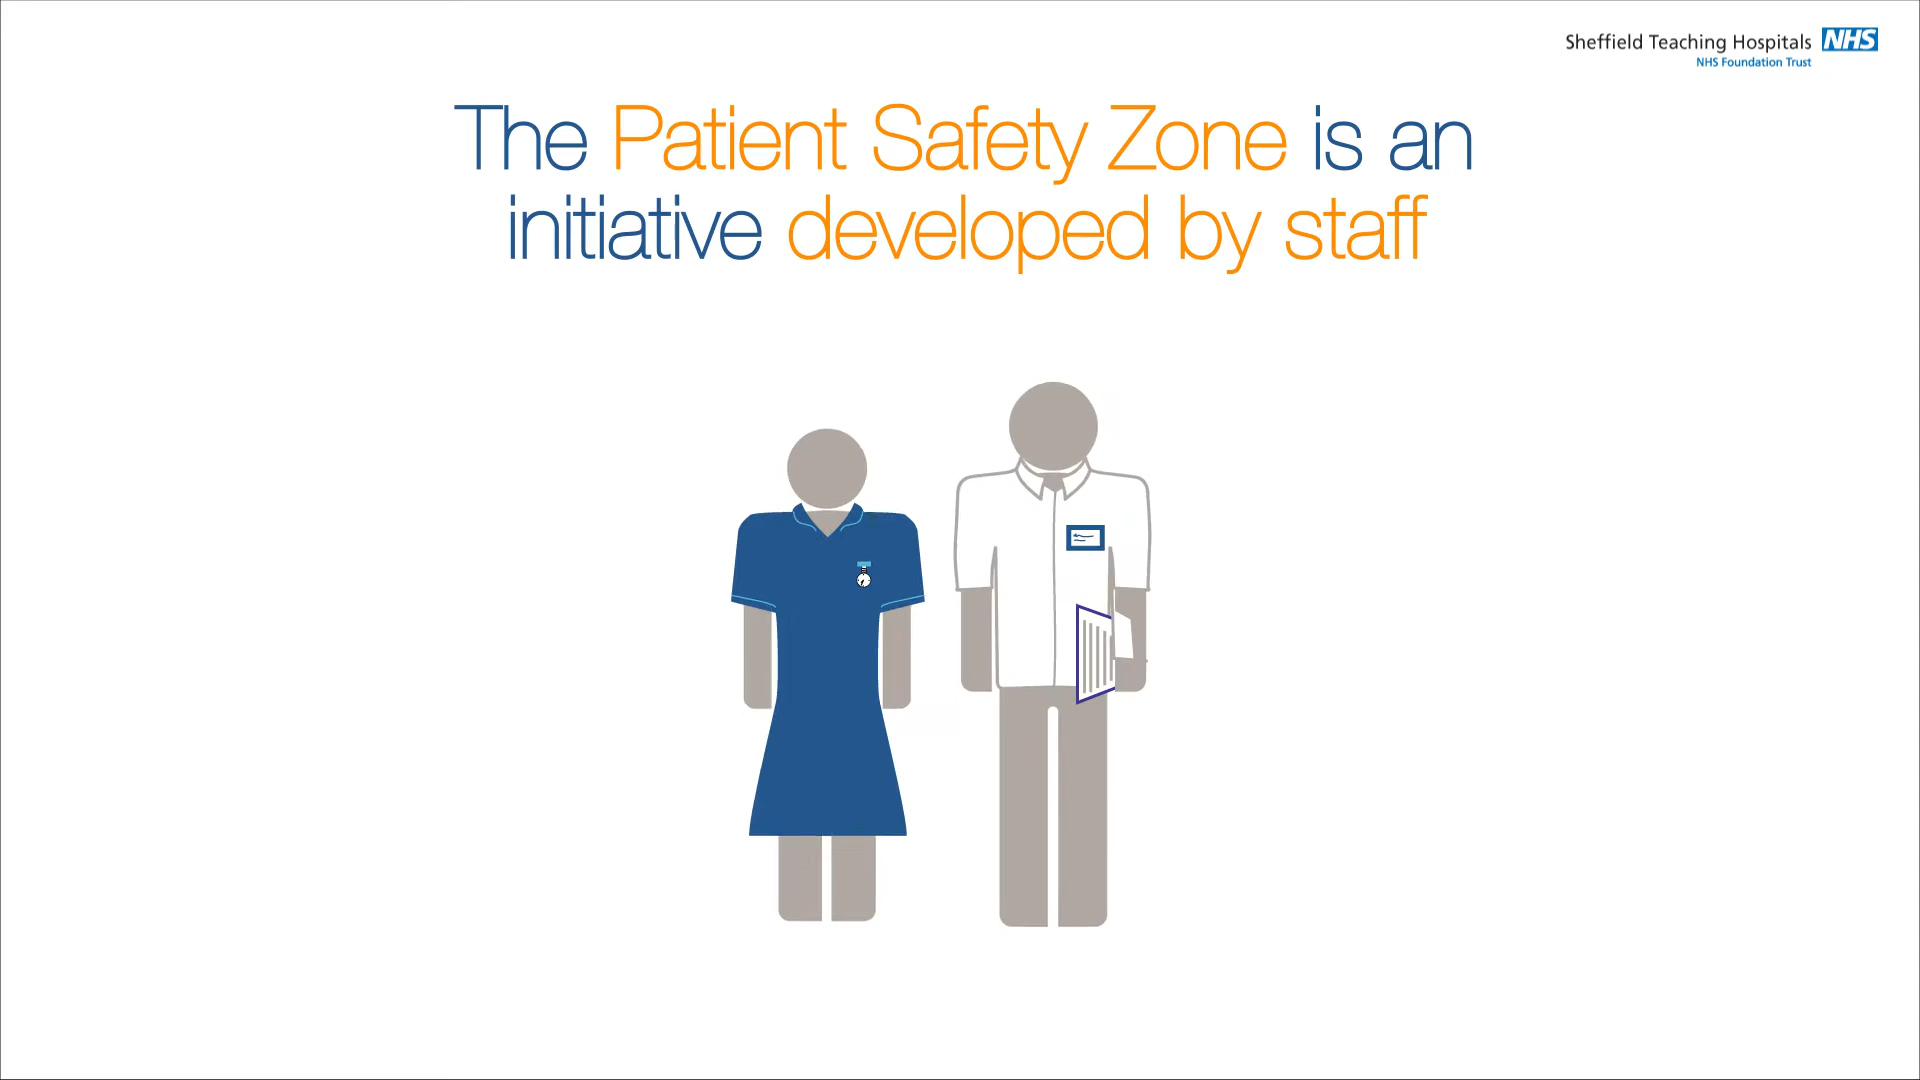 Sheffield Teaching Hospitals NHS
NHS Foundation Trust
The Patient Safety Zone is an
initiative developed by staff